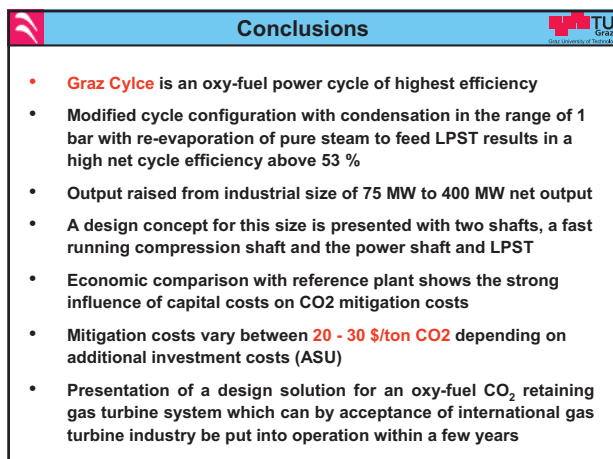 Conclusions
TU
Graz
Graz University of Technology
• Graz Cylce is an oxy-fuel power cycle of highest efficiency
• Modified cycle configuration with condensation in the range of 1
bar with re-evaporation of pure steam to feed LPST results in a
high net cycle efficiency above 53 %
• Output raised from industrial size of 75 MW to 400 MW net output
• A design concept for this size is presented with two shafts, a fast
running compression shaft and the power shaft and LPST
• Economic comparison with reference plant shows the strong
influence of capital costs on CO2 mitigation costs
• Mitigation costs vary between 20 - 30 $/ton CO2 depending on
additional investment costs (ASU)
• Presentation of a design solution for an oxy-fuel CO₂ retaining
gas turbine system which can by acceptance of international gas
turbine industry be put into operation within a few years